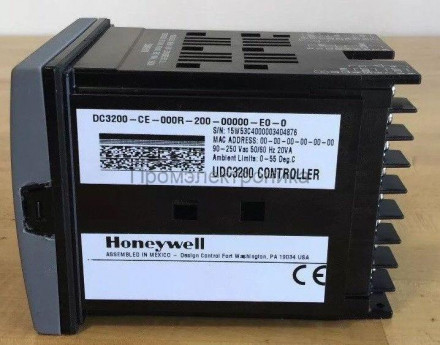 DC3200-CE-000R-200-00000-E0-0
S/N: 15W53C4000003404876
MAC ADDRESS: 00-00-00-00-00-00
90-250 Vac 50/60 Hz 20VA
Ambient Limits: 0-55 Deg.C
Промэлектроника
UDC3200 CONTROLLER
Honeywell
ASSEMBLED IN MEXICO - Design Control Fort Washington, PA 19034 USA
CE